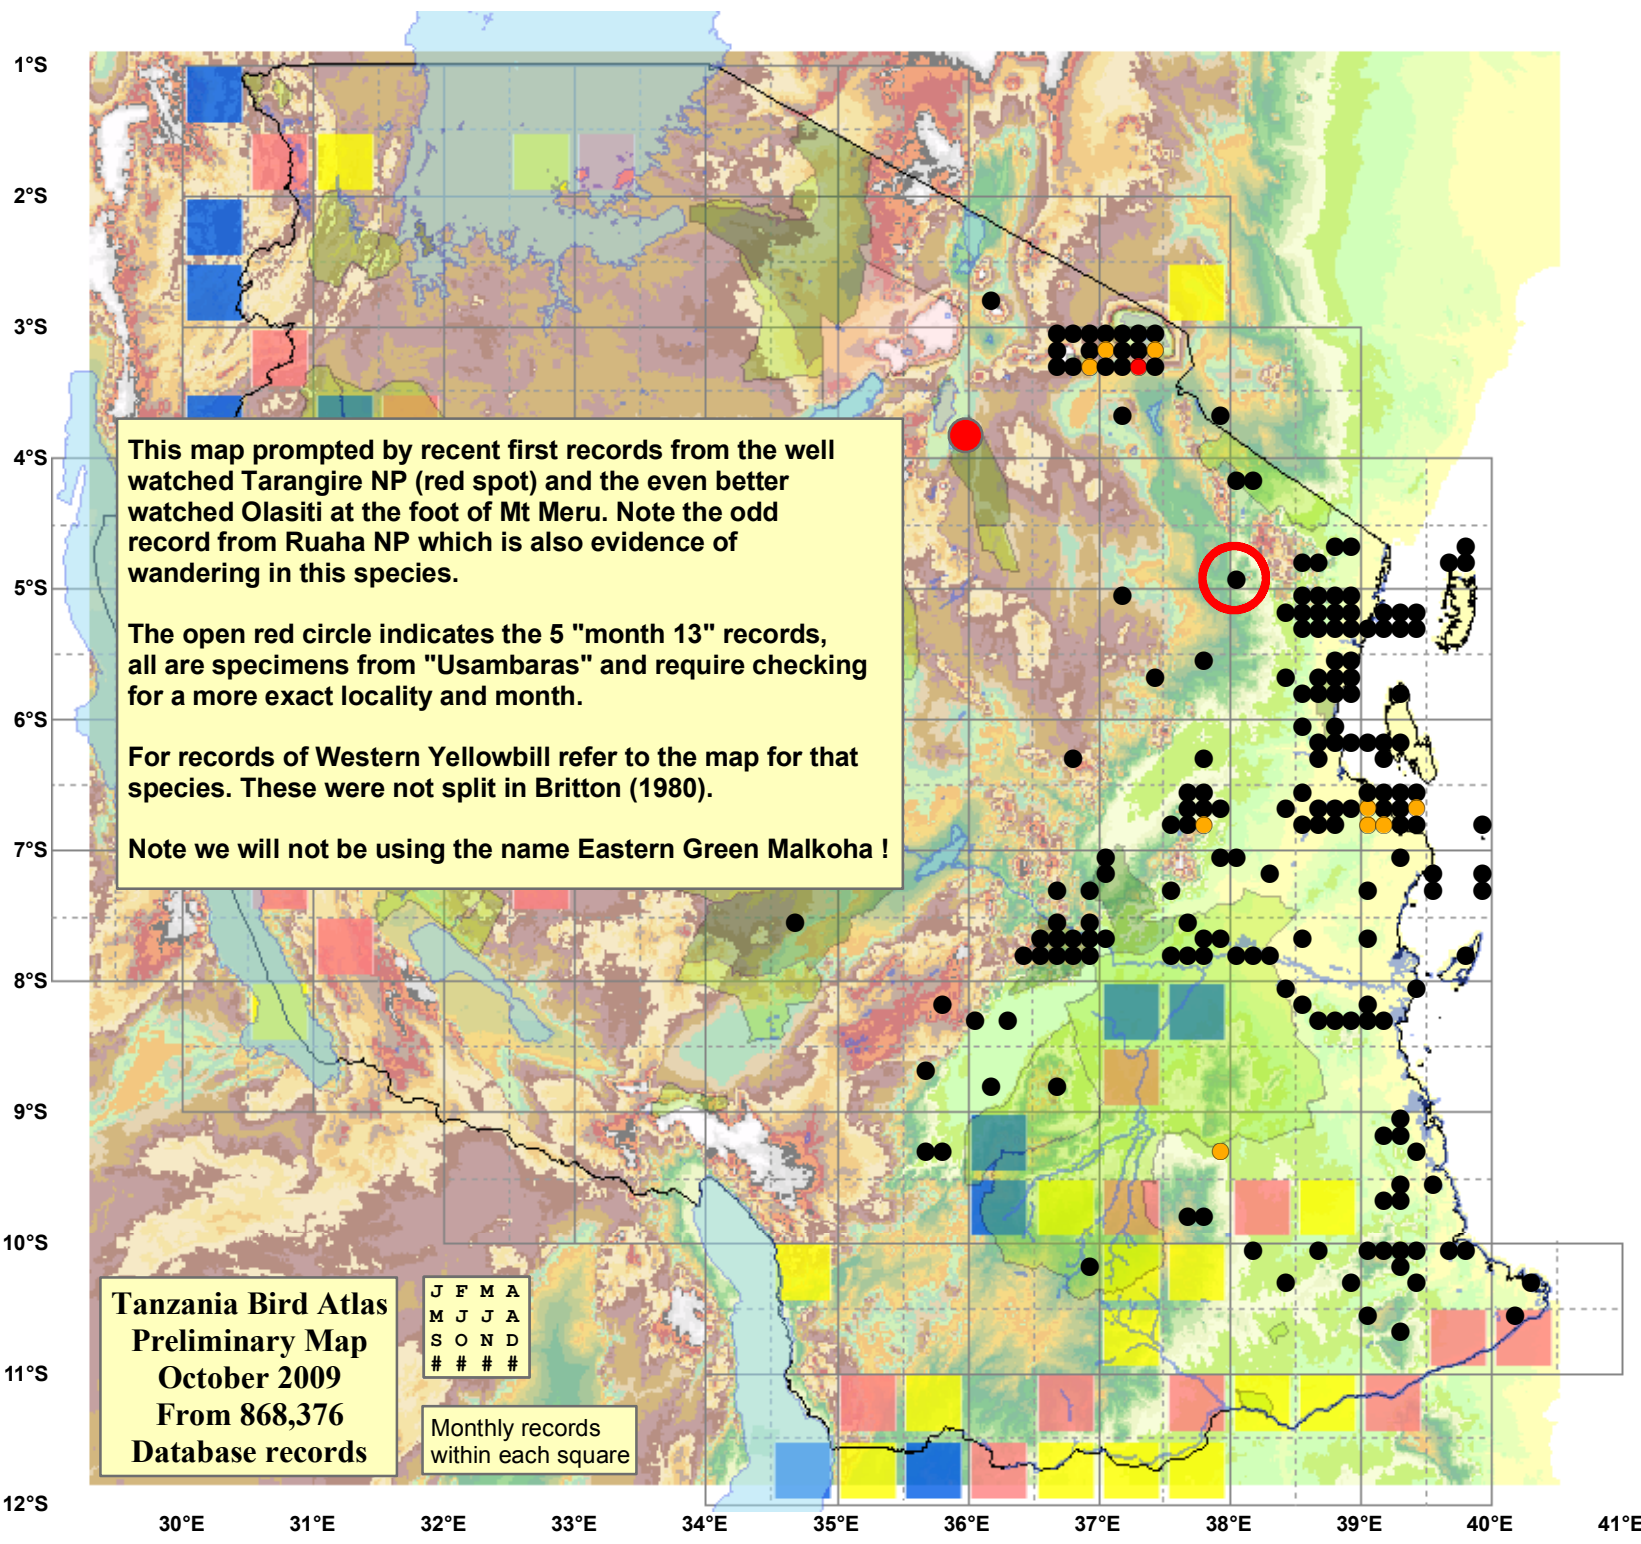 1°S
2°S
3°S
4°S
5°S
6°S
7°S
8°S
9°S
10°S
11°S
12°S
This map prompted by recent first records from the well
watched Tarangire NP (red spot) and the even better
watched Olasiti at the foot of Mt Meru. Note the odd
record from Ruaha NP which is also evidence of
wandering in this species.
The open red circle indicates the 5 "month 13" records,
all are specimens from "Usambaras" and require checking
for a more exact locality and month.
For records of Western Yellowbill refer to the map for that
species. These were not split in Britton (1980).
Note we will not be using the name Eastern Green Malkoha !
Tanzania Bird Atlas
Preliminary Map
October 2009
From 868,376
Database records
J F M A
M J J A
S O N D
# # # #
Monthly records
within each square
30°E 31°E 32°E 33°E 34°E 35°E 36°E 37°E 38°E 39°E 40°E 41°E